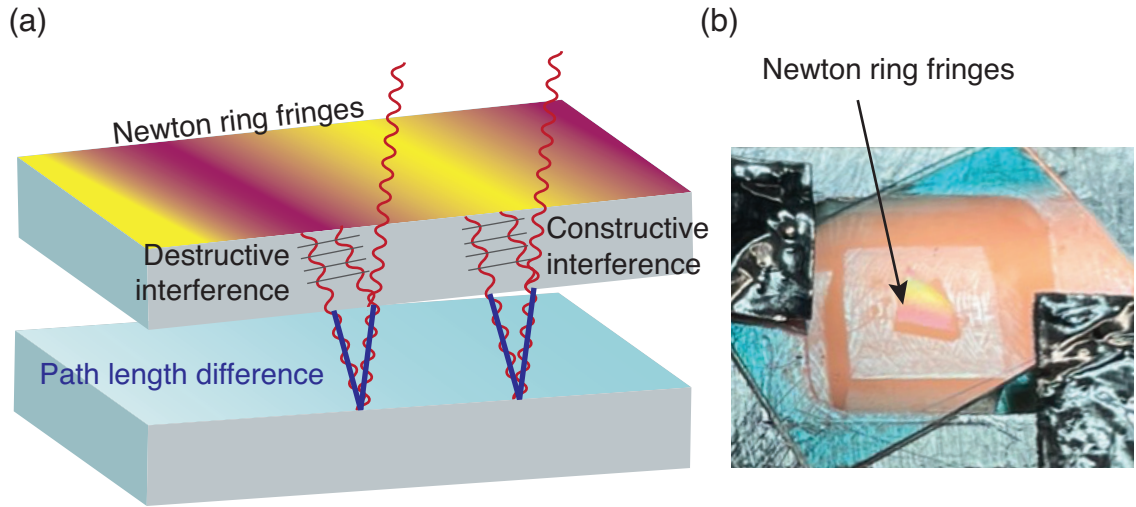 (a)
Newton ring fringes
Destructive
interference
Constructive
interference
Path length difference
(b)
Newton ring fringes